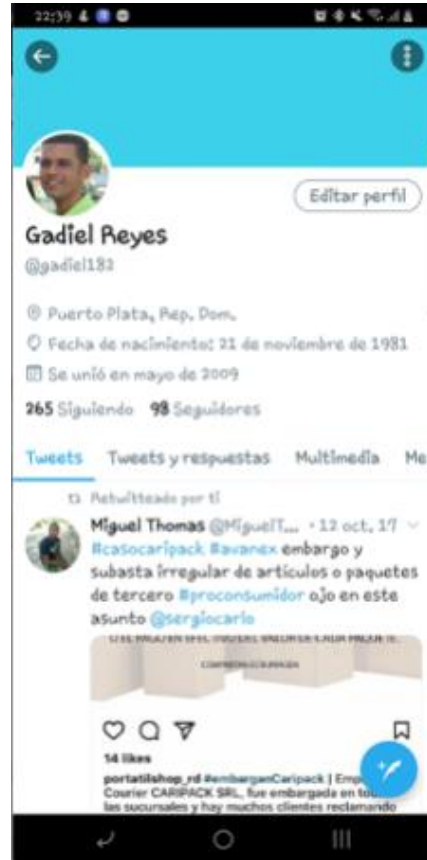 22:39
Editar perfil
Gadiel Reyes
@gadiel182
Puerto Plata, Rep. Dom.
Fecha de nacimiento: 21 de noviembre de 1981
Se unió en mayo de 2009
265 Siguiendo 98 Seguidores
Tweets Tweets y respuestas Multimedia Me
Retwitteado por ti
Miguel Thomas @MiguelT... · 12 oct. 17
#casocaripack #avanex embargo y
subasta irregular de artículos o paquetes
de tercero #proconsumidor ojo en este
asunto @sergiocarlo
14 likes
portatilshop_rd #embarganCaripack | Emp
Courier CARIPACK SRL, fue embargada en to
las sucursales y hay muchos clientes reclamando